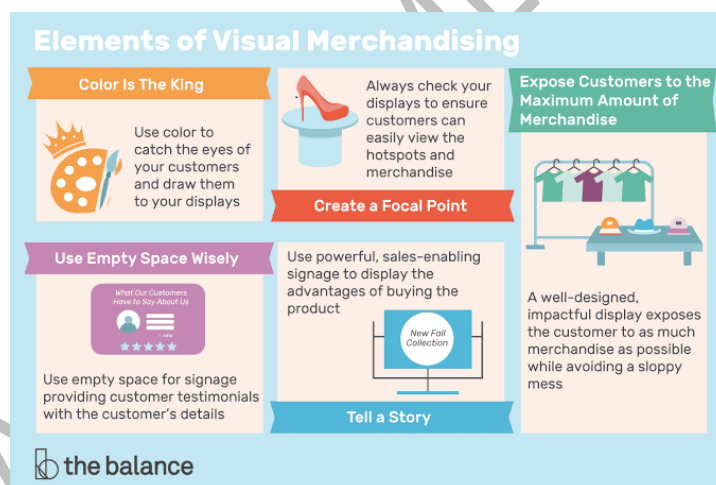 Elements of Visual Merchandising
Color Is The King
Use color to
catch the eyes of
your customers
and draw them
to your displays
Always check your
displays to ensure
customers can
easily view the
hotspots and
merchandise
Create a Focal Point
Expose Customers to the
Maximum Amount of
Merchandise
A well-designed,
impactful display exposes
the customer to as much
merchandise as possible
while avoiding a sloppy
mess
Use Empty Space Wisely
What Our Customers
Have to Say About Us
- John
Use empty space for signage
providing customer testimonials
with the customer's details
Use powerful, sales-enabling
signage to display the
advantages of buying the
product
New Fall
Collection
Tell a Story
the balance